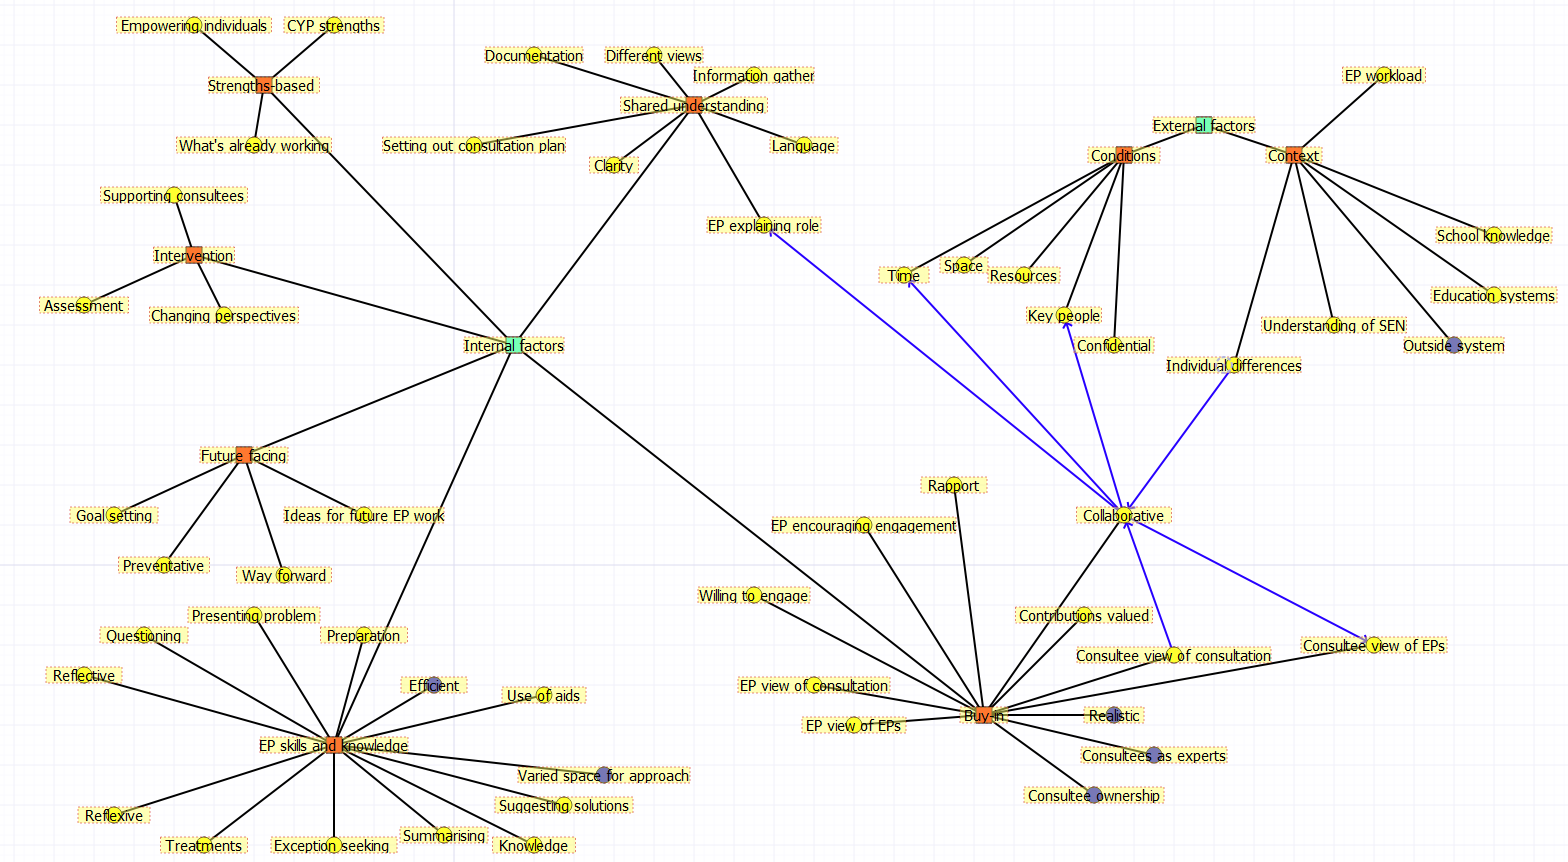 Empowering individuals
CYP strengths
Strengths-based
What's already working
Documentation
Different views
Information gather
Shared understanding
Setting out consultation plan
Clarity
Language
EP explaining role
EP workload
External factors
Conditions
Context
Time
Space
Resources
Key people
Confidential
School knowledge
Education systems
Understanding of SEN
Outside system
Individual differences
Supporting consultees
Intervention
Assessment
Changing perspectives
Internal factors
Future facing
Goal setting
Ideas for future EP work
Preventative
Way forward
Rapport
EP encouraging engagement
Collaborative
Willing to engage
Contributions valued
Consultee view of consultation
Consultee view of EPs
EP view of consultation
EP view of EPs
Buy-in
Realistic
Consultees as experts
Consultee ownership
Presenting problem
Questioning
Preparation
Reflective
Efficient
Use of aids
EP skills and knowledge
Varied space for approach
Suggesting solutions
Reflexive
Treatments
Exception seeking
Summarising
Knowledge